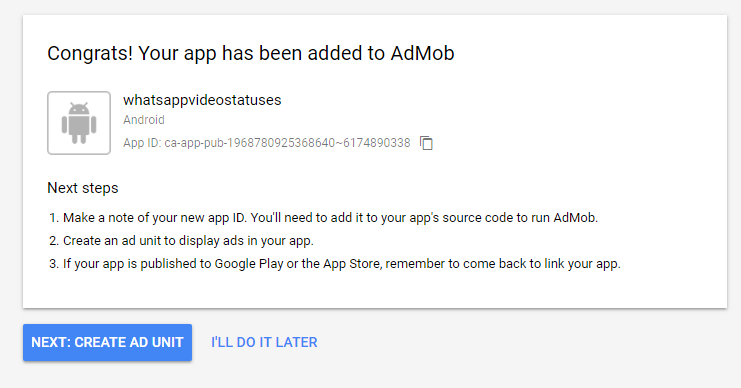 Congrats! Your app has been added to AdMob
whatsappvideostatuses
Android
App ID: ca-app-pub-1968780925368640~6174890338
Next steps
1. Make a note of your new app ID. You'll need to add it to your app's source code to run AdMob.
2. Create an ad unit to display ads in your app.
3. If your app is published to Google Play or the App Store, remember to come back to link your app.
NEXT: CREATE AD UNIT I'LL DO IT LATER